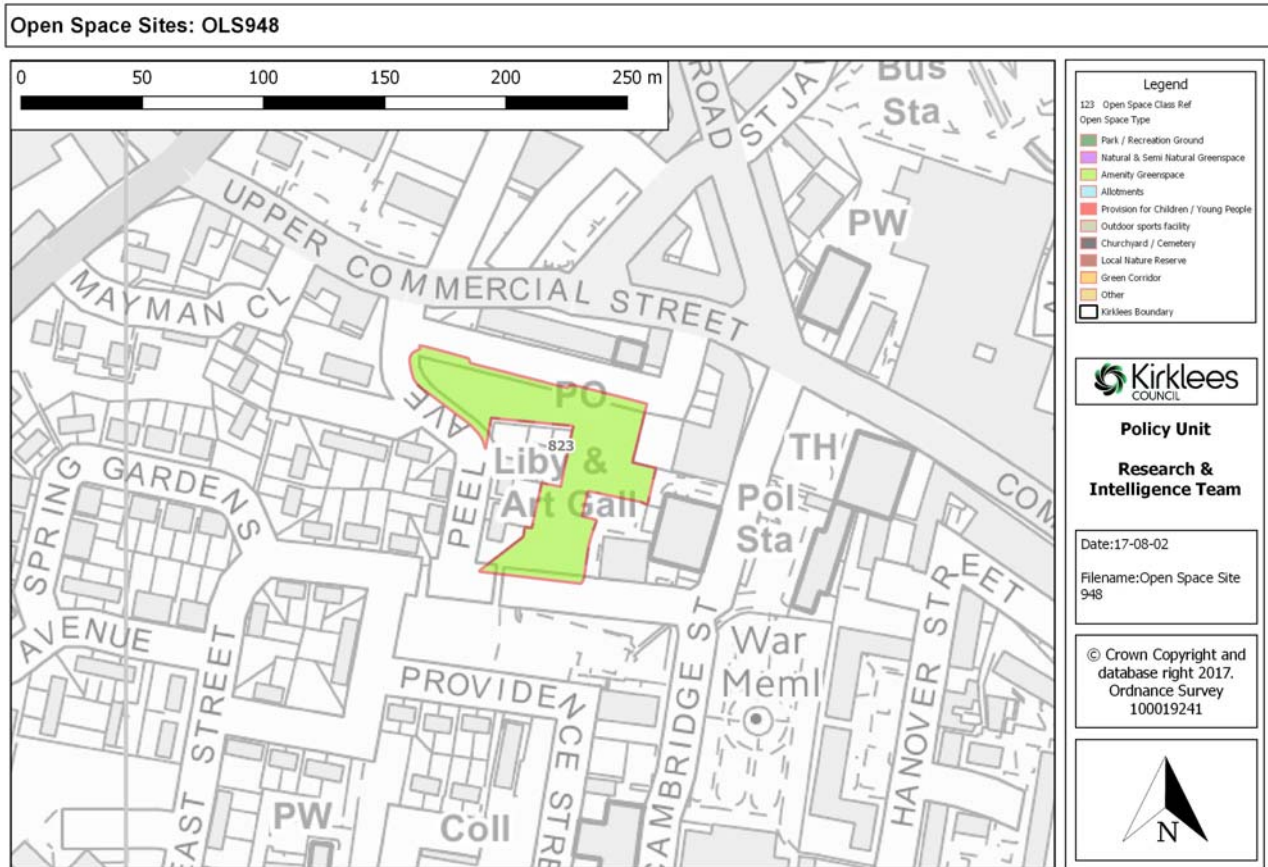 Open Space Sites: OLS948
0 50 100 150 200 250 m
ROAD
ST JA
Bus
Sta
UPPER COMMERCIAL STREET
PW
MAYMAN CL
PO
AVE
823
Liby &
Art Gall
TH
COM
PEEL
Pol
Sta
SPRING GARDENS
STREET
AVENUE
War
Meml
PROVIDENCE STRE
CAMBRIDGE ST
HANOVER STREET
EAST STREET
PW
Coll
Legend
123 Open Space Class Ref
Open Space Type
Park / Recreation Ground
Natural & Semi Natural Greenspace
Amenity Greenspace
Allotments
Provision for Children / Young People
Outdoor sports facility
Churchyard / Cemetery
Local Nature Reserve
Green Corridor
Other
Kirklees Boundary
Kirklees
COUNCIL
Policy Unit
Research &
Intelligence Team
Date:17-08-02
Filename:Open Space Site
948
© Crown Copyright and
database right 2017.
Ordnance Survey
100019241
N